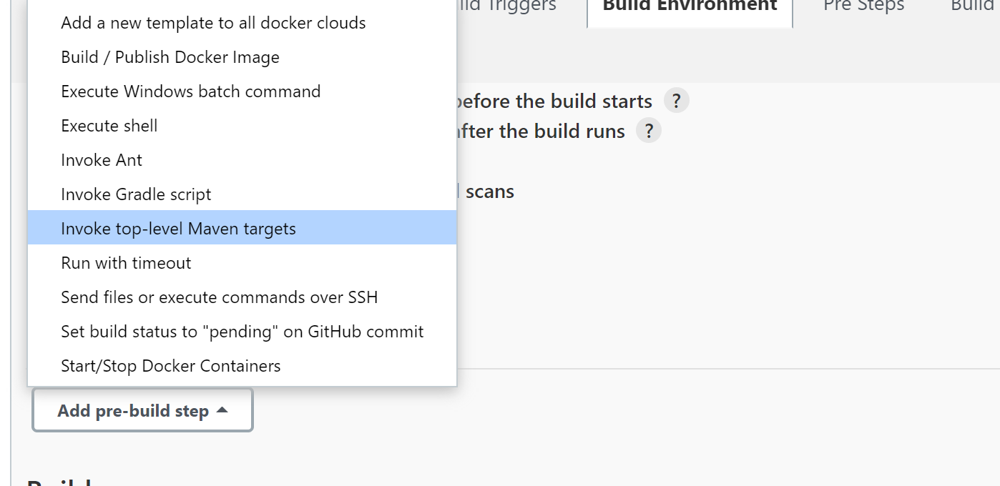 Triggers Build Environment Pre Steps Build
Add a new template to all docker clouds
Build / Publish Docker Image
Execute Windows batch command
before the build starts ?
Execute shell
after the build runs ?
Invoke Ant
Invoke Gradle script
scans
Invoke top-level Maven targets
Run with timeout
Send files or execute commands over SSH
Set build status to "pending" on GitHub commit
Start/Stop Docker Containers
Add pre-build step
Build